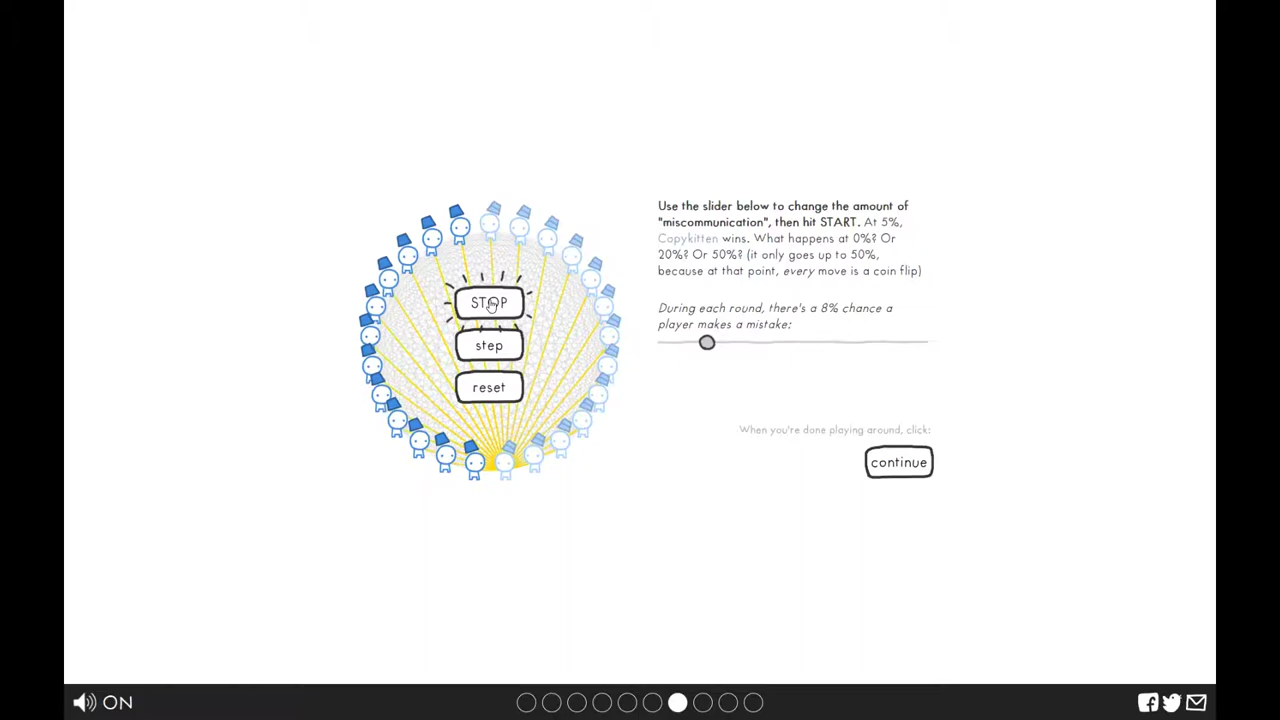 Use the slider below to change the amount of
"miscommunication", then hit START. At 5%,
Copykitten wins. What happens at 0%? Or
20%? Or 50%? (it only goes up to 50%,
because at that point, every move is a coin flip)
During each round, there's a 8% chance a
player makes a mistake:
STOP
step
reset
When you're done playing around, click:
continue
ON